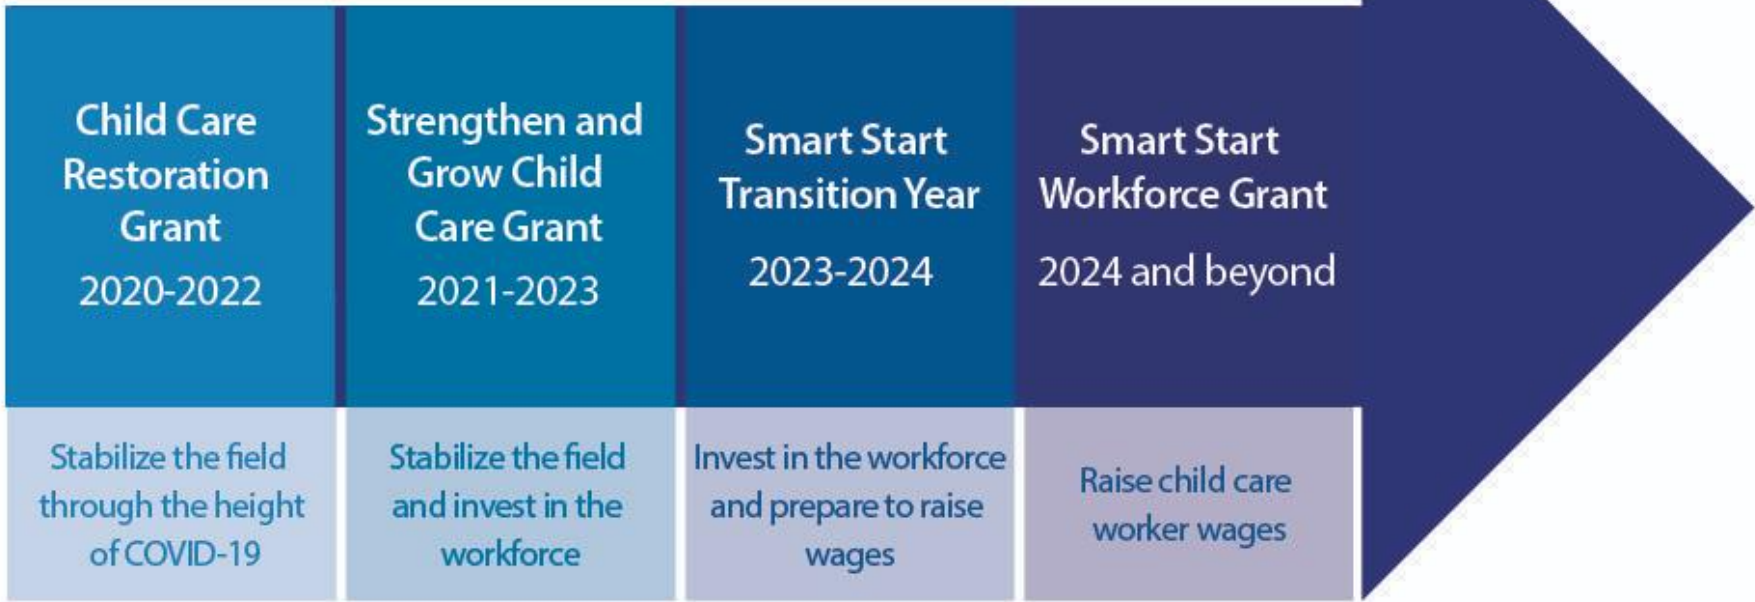 Child Care
Restoration
Grant
2020-2022
Strengthen and
Grow Child
Care Grant
2021-2023
Smart Start
Transition Year
2023-2024
Smart Start
Workforce Grant
2024 and beyond
Stabilize the field
through the height
of COVID-19
Stabilize the field
and invest in the
workforce
Invest in the workforce
and prepare to raise
wages
Raise child care
worker wages